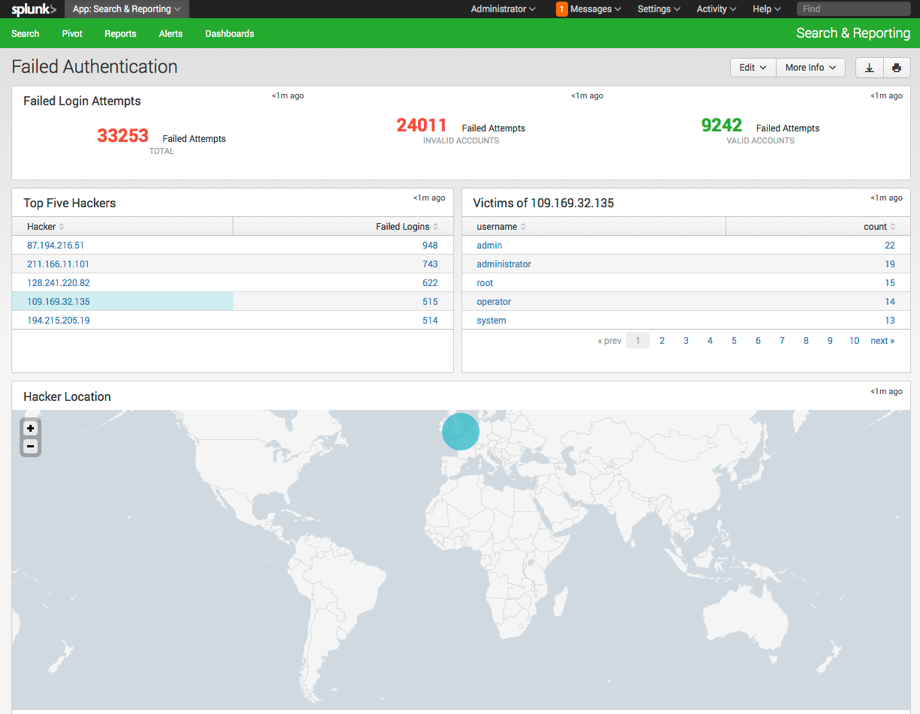 splunk> App: Search & Reporting Administrator 1 Messages Settings Activity Help Find
Search Pivot Reports Alerts Dashboards Search & Reporting
Failed Authentication Edit More Info
Failed Login Attempts <1m ago <1m ago <1m ago
33253 Failed Attempts 24011 Failed Attempts 9242 Failed Attempts
TOTAL INVALID ACCOUNTS VALID ACCOUNTS
Top Five Hackers <1m ago
Hacker Failed Logins
87.194.216.51 948
211.166.11.101 743
128.241.220.82 622
109.169.32.135 515
194.215.205.19 514
Victims of 109.169.32.135 <1m ago
username count
admin 22
administrator 19
root 15
operator 14
system 13
« prev 1 2 3 4 5 6 7 8 9 10 next »
Hacker Location <1m ago
+
-